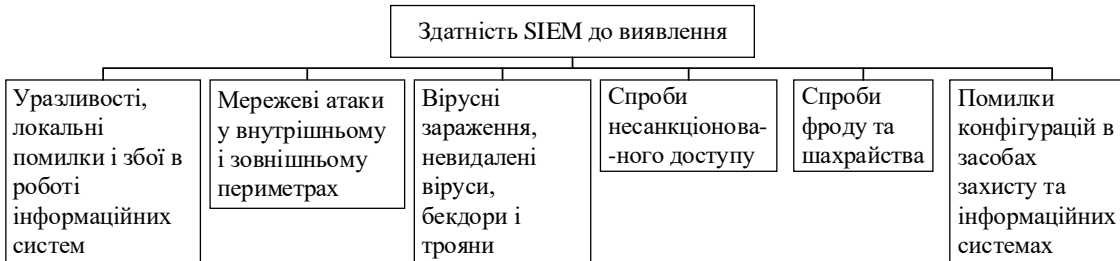 Здатність SIEM до виявлення
Уразливості,
локальні
помилки і збої в
роботі
інформаційних
систем
Мережеві атаки
у внутрішньому
і зовнішньому
периметрах
Вірусні
зараження,
невидалені
віруси,
бекдори і
трояни
Спроби
несанкціонова-
-ного доступу
Спроби
фроду та
шахрайства
Помилки
конфігурацій в
засобах
захисту та
інформаційних
системах